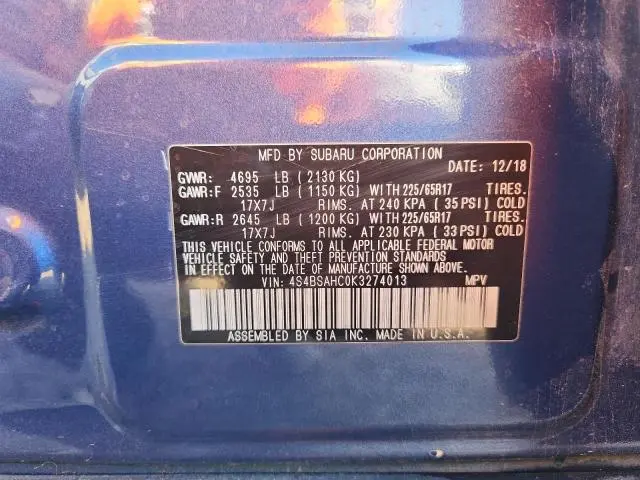 MFD BY SUBARU CORPORATION
DATE: 12/18
GVWR: 4695 LB ( 2130 KG)
GAWR:F 2535 LB ( 1150 KG) WITH 225/65R17 TIRES.
17X7J RIMS. AT 240 KPA ( 35 PSI) COLD
GAWR:R 2645 LB ( 1200 KG) WITH 225/65R17 TIRES.
17X7J RIMS. AT 230 KPA ( 33 PSI) COLD
THIS VEHICLE CONFORMS TO ALL APPLICABLE FEDERAL MOTOR
VEHICLE SAFETY AND THEFT PREVENTION STANDARDS
IN EFFECT ON THE DATE OF MANUFACTURE SHOWN ABOVE.
VIN: 4S4BSAHC0K3274013 MPV
ASSEMBLED BY SIA INC. MADE IN U.S.A.